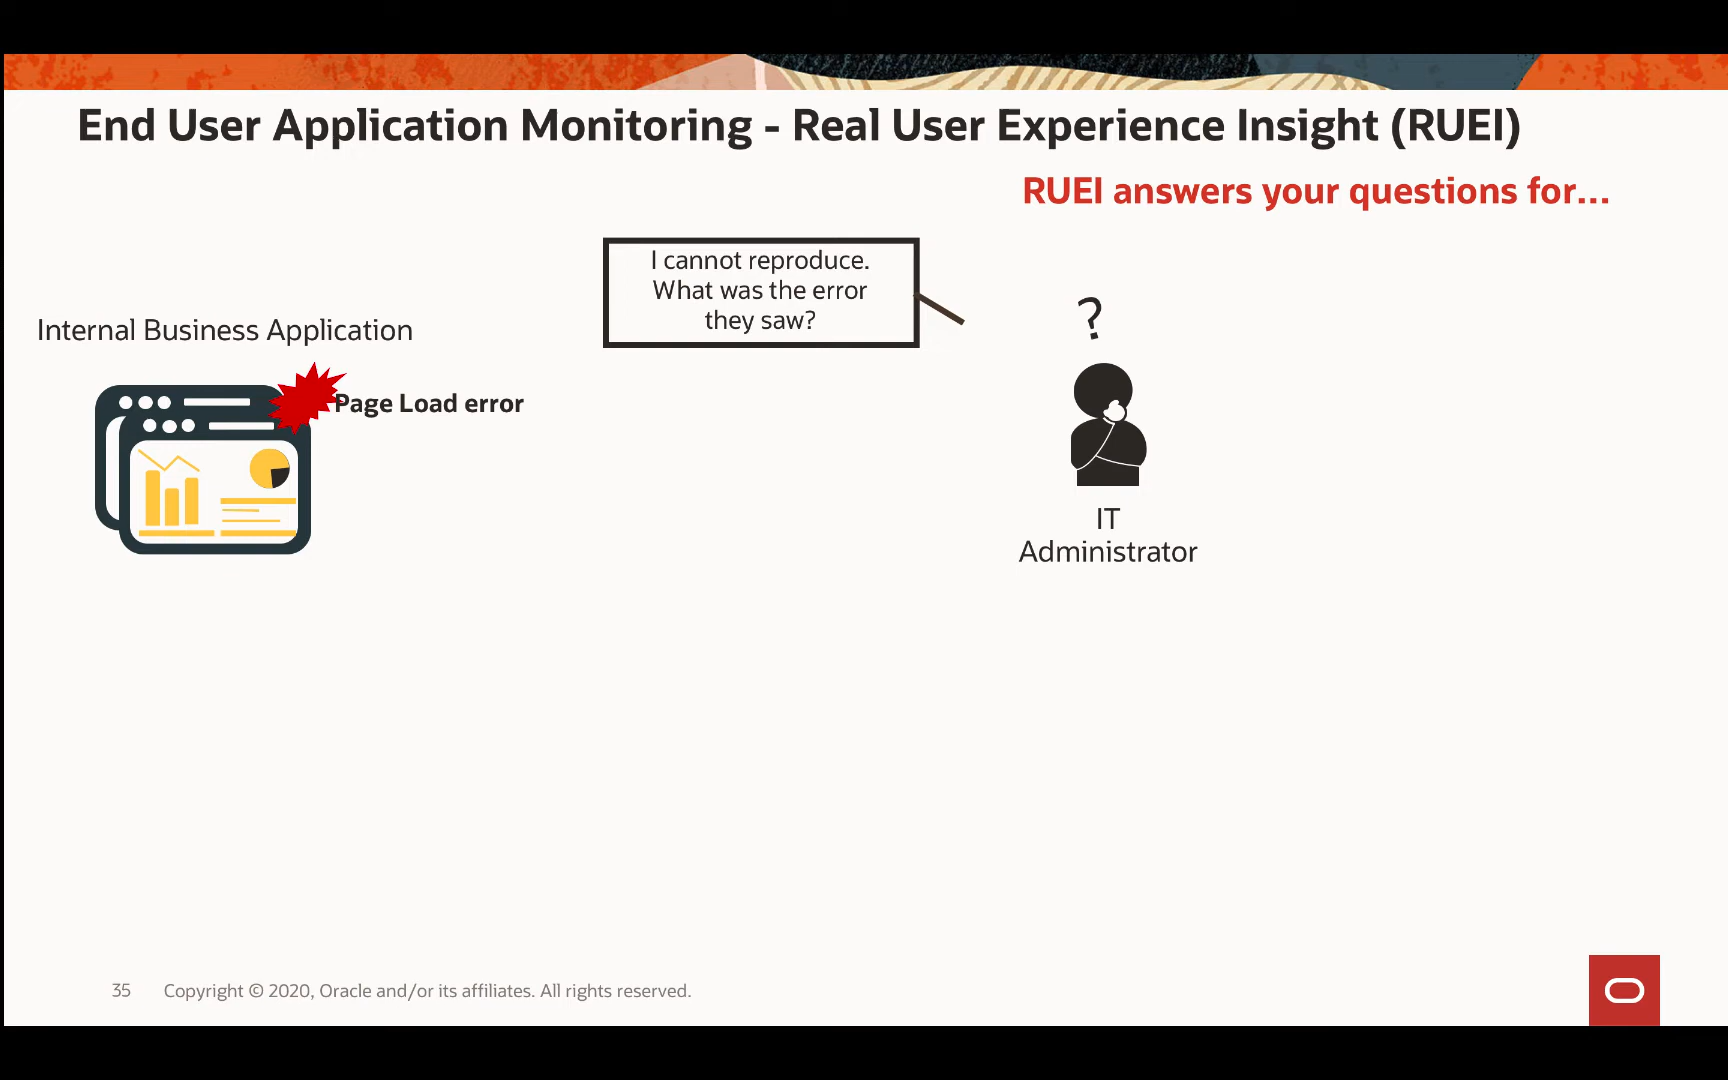 End User Application Monitoring - Real User Experience Insight (RUEI)
RUEI answers your questions for...
I cannot reproduce.
What was the error
they saw?
?
Internal Business Application
Page Load error
IT
Administrator
35 Copyright © 2020, Oracle and/or its affiliates. All rights reserved.